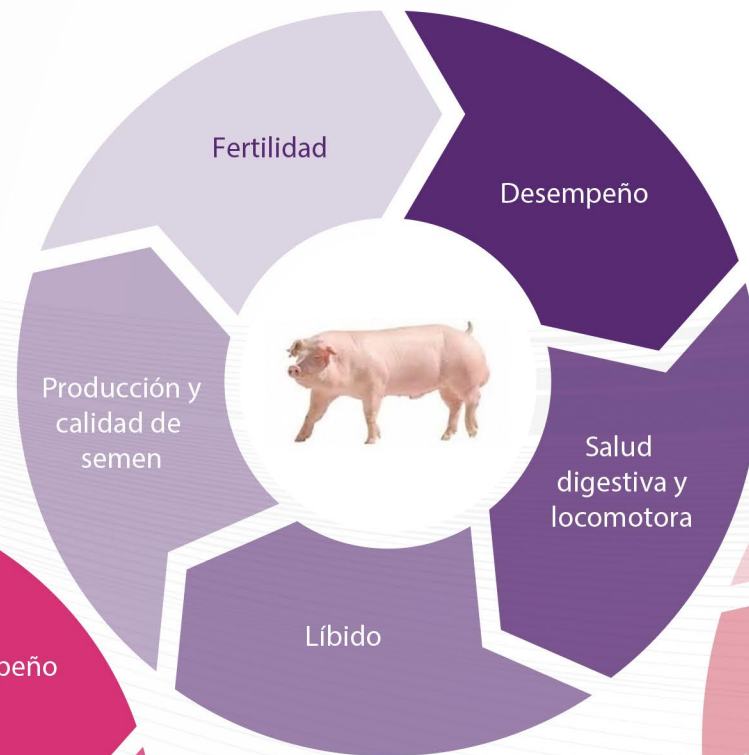 Fertilidad
Desempeño
Producción y
calidad de
semen
Salud
digestiva y
locomotora
Líbido
peño